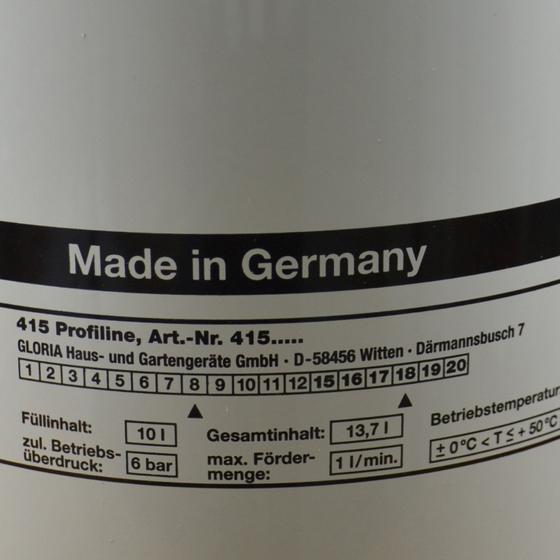 Made in Germany
415 Profiline, Art.-Nr. 415.....
GLORIA Haus- und Gartengeräte GmbH · D-58456 Witten · Därmannsbusch 7
1 2 3 4 5 6 7 8 9 10 11 12 15 16 17 18 19 20
Füllinhalt: 10 l
Gesamtinhalt: 13,7 l
zul. Betriebs-
überdruck: 6 bar
max. Förder-
menge: 1 l/min.
Betriebstemperatur
± 0°C < T ≤ + 50°C